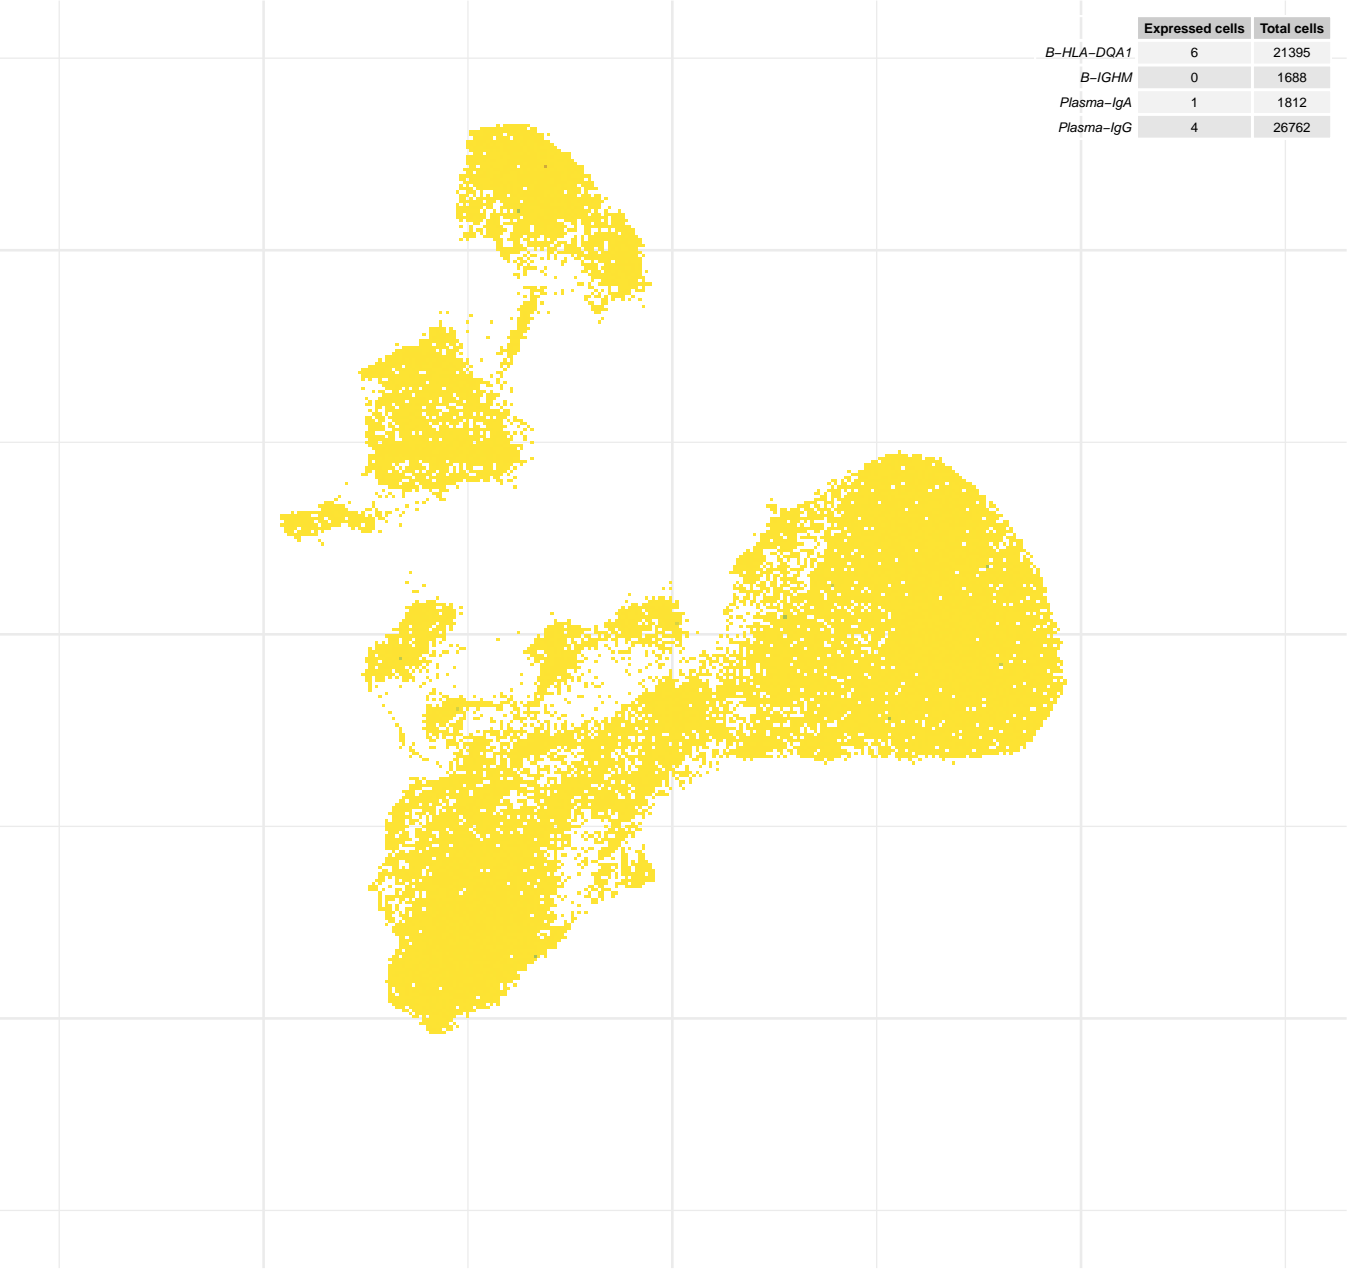 Expressed cells Total cells
B−HLA−DQA1 6 21395
B−IGHM 0 1688
Plasma−IgA 1 1812
Plasma−IgG 4 26762